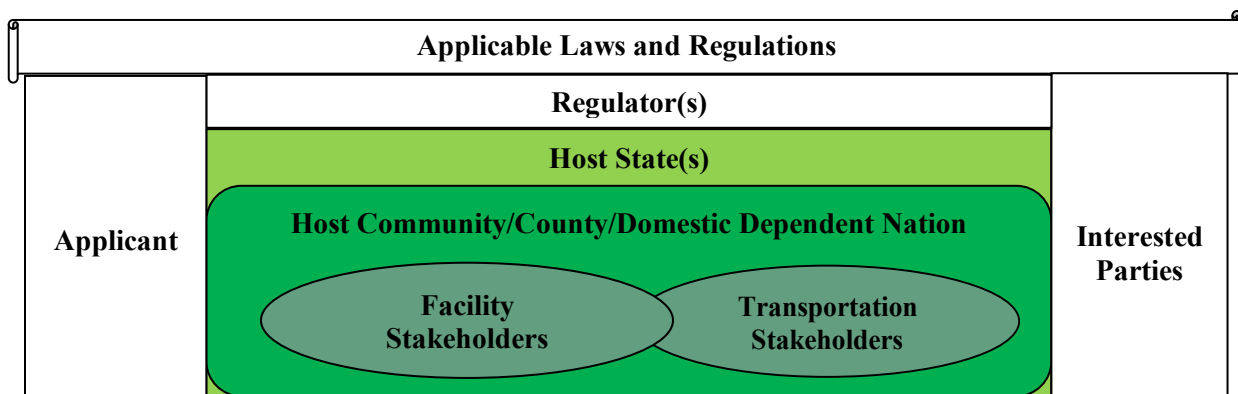 Applicable Laws and Regulations
Regulator(s)
Host State(s)
Host Community/County/Domestic Dependent Nation
Applicant
Interested
Parties
Facility
Stakeholders
Transportation
Stakeholders